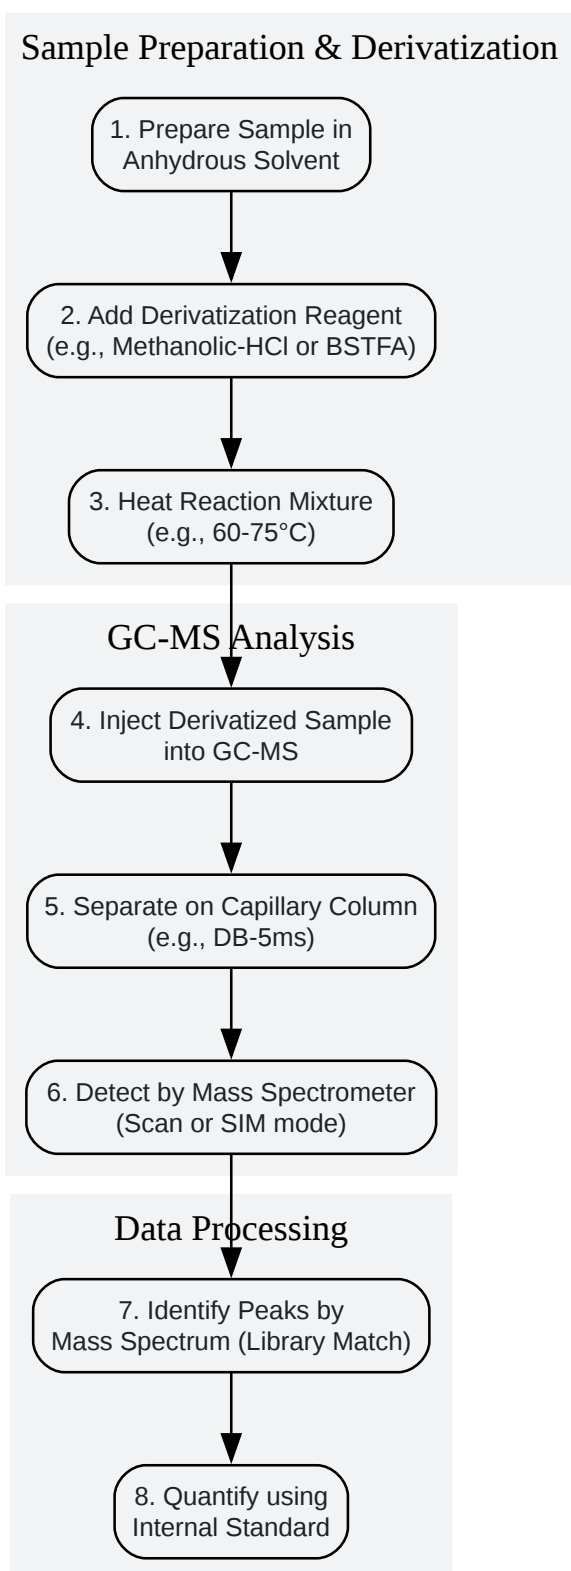 Sample Preparation & Derivatization
1. Prepare Sample in
Anhydrous Solvent
2. Add Derivatization Reagent
(e.g., Methanolic-HCl or BSTFA)
3. Heat Reaction Mixture
(e.g., 60-75°C)
GC-MS Analysis
4. Inject Derivatized Sample
into GC-MS
5. Separate on Capillary Column
(e.g., DB-5ms)
6. Detect by Mass Spectrometer
(Scan or SIM mode)
Data Processing
7. Identify Peaks by
Mass Spectrum (Library Match)
8. Quantify using
Internal Standard